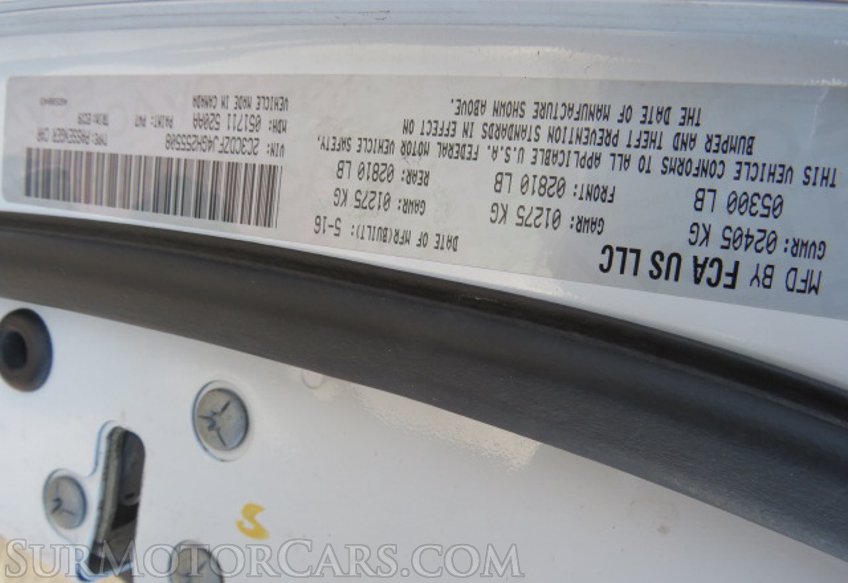 MFD BY FCA US LLC
DATE OF MFR(BUILT): 5-16
GVWR: 02405 KG
05300 LB
GAWR: 01275 KG
FRONT: 02810 LB
GAWR: 01275 KG
REAR: 02810 LB
THIS VEHICLE CONFORMS TO ALL APPLICABLE U.S.A. FEDERAL MOTOR VEHICLE SAFETY
BUMPER AND THEFT PREVENTION STANDARDS IN EFFECT ON
THE DATE OF MANUFACTURE SHOWN ABOVE.
VIN: 2C3CDZFJ4GH255508
TYPE: PASSENGER CAR
MDH: 051711 520AA
PAINT: PW7
VEHICLE MADE IN CANADA
S
SurMotorCars.com